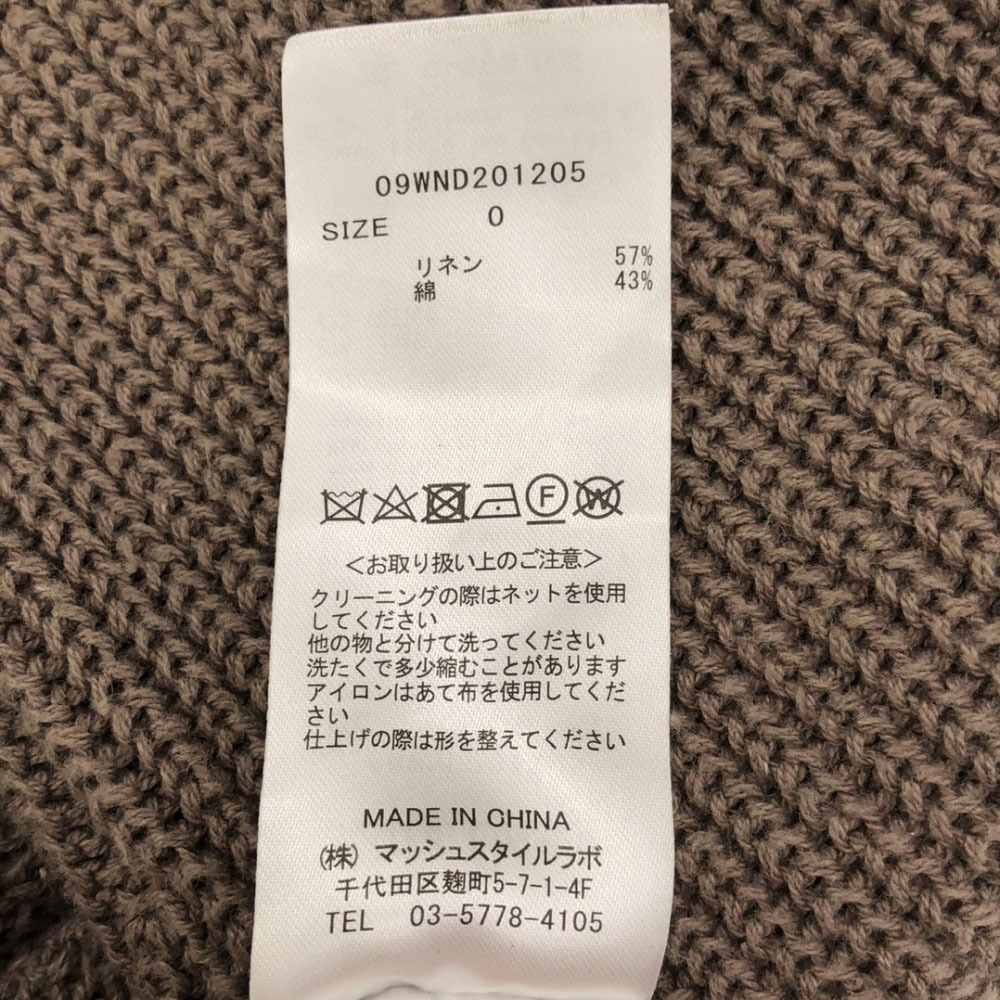 09WND201205
SIZE 0
リネン 57%
綿 43%
F W
<お取り扱い上のご注意>
クリーニングの際はネットを使用
してください
他の物と分けて洗ってください
洗たくで多少縮むことがあります
アイロンはあて布を使用してくだ
さい
仕上げの際は形を整えてください
MADE IN CHINA
㈱ マッシュスタイルラボ
千代田区麹町5-7-1-4F
TEL 03-5778-4105